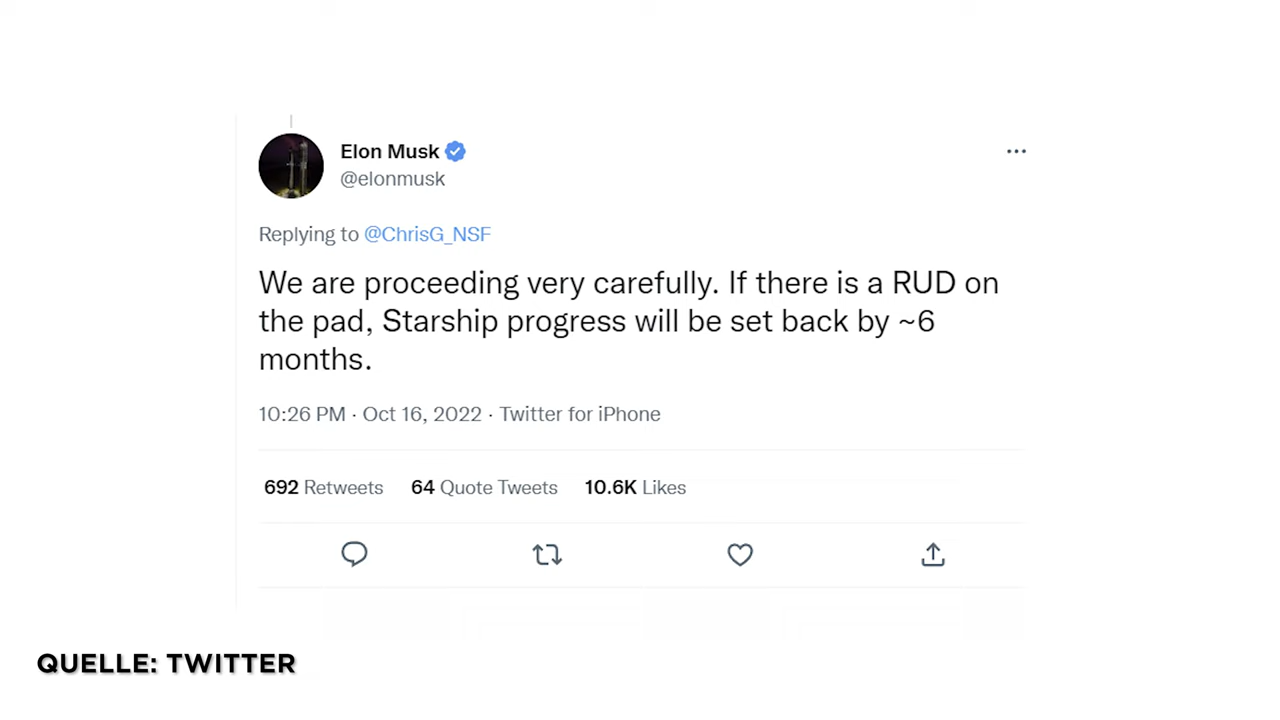 Elon Musk
@elonmusk
Replying to @ChrisG_NSF
We are proceeding very carefully. If there is a RUD on
the pad, Starship progress will be set back by ~6
months.
10:26 PM · Oct 16, 2022 · Twitter for iPhone
692 Retweets 64 Quote Tweets 10.6K Likes
QUELLE: TWITTER